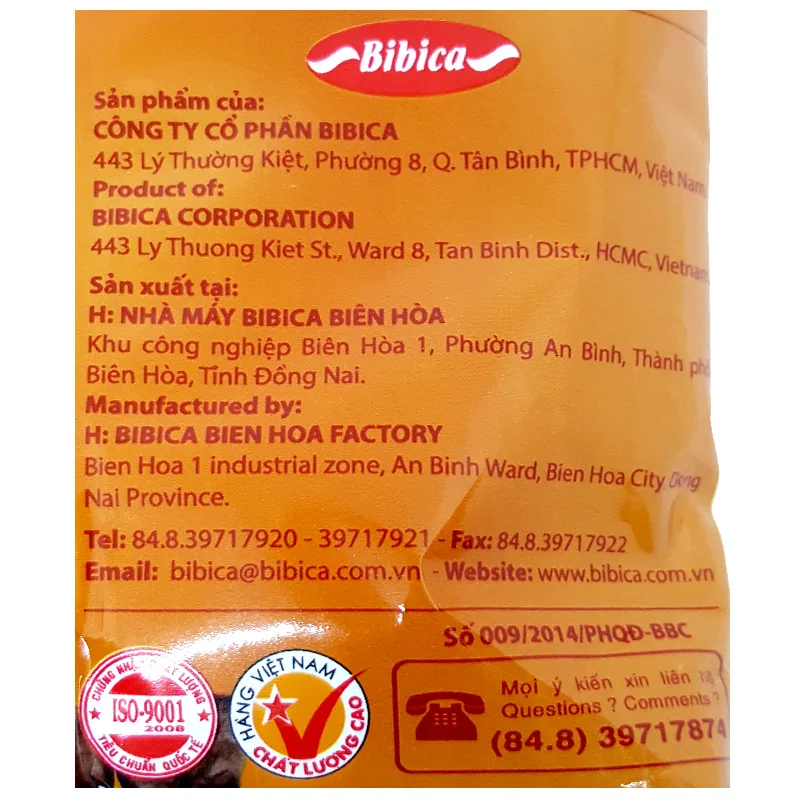 Bibica
Sản phẩm của:
CÔNG TY CỔ PHẦN BIBICA
443 Lý Thường Kiệt, Phường 8, Q. Tân Bình, TPHCM, Việt Nam.
Product of:
BIBICA CORPORATION
443 Ly Thuong Kiet St., Ward 8, Tan Binh Dist., HCMC, Vietnam.
Sản xuất tại:
H: NHÀ MÁY BIBICA BIÊN HÒA
Khu công nghiệp Biên Hòa 1, Phường An Bình, Thành phố
Biên Hòa, Tỉnh Đồng Nai.
Manufactured by:
H: BIBICA BIEN HOA FACTORY
Bien Hoa 1 industrial zone, An Binh Ward, Bien Hoa City, Dong
Nai Province.
Tel: 84.8.39717920 - 39717921 - Fax: 84.8.39717922
Email: bibica@bibica.com.vn - Website: www.bibica.com.vn
Số 009/2014/PHQĐ-BBC
CHỨNG NHẬN CHẤT LƯỢNG
ISO-9001
2008
TIÊU CHUẨN QUỐC TẾ
HÀNG VIỆT NAM
CHẤT LƯỢNG CAO
Mọi ý kiến xin liên hệ
Questions ? Comments ?
(84.8) 39717874